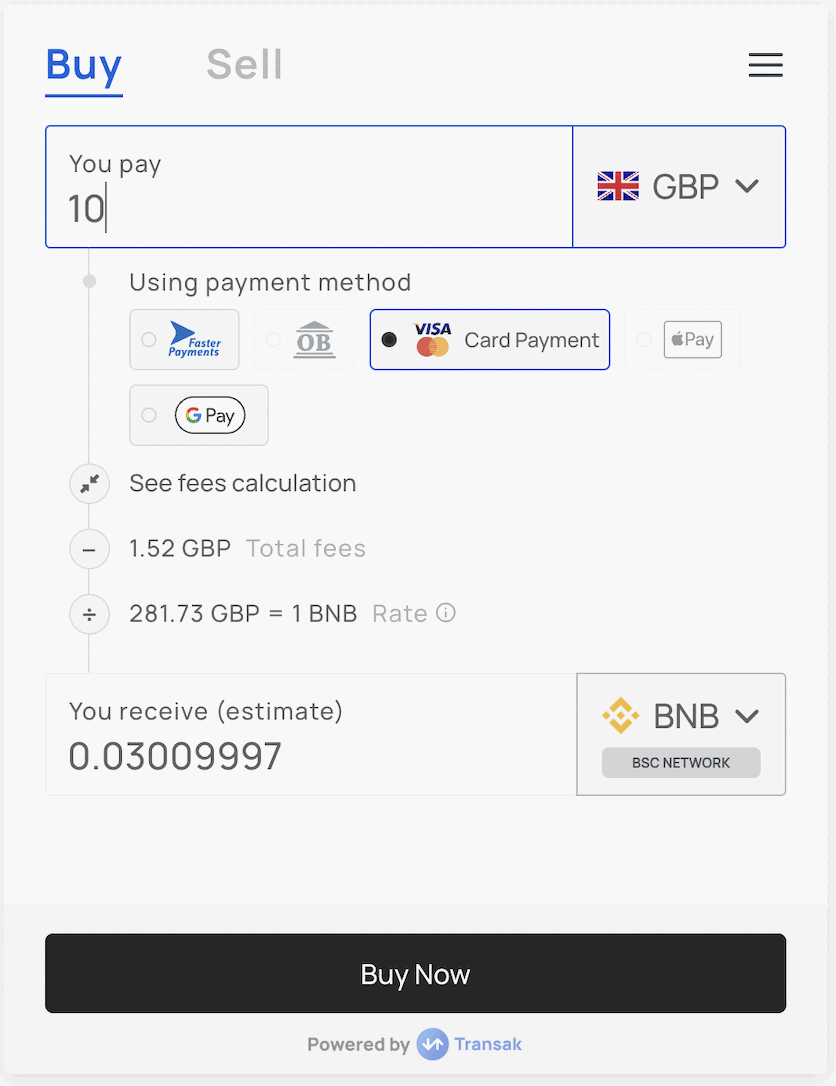 Buy Sell
You pay
10
GBP
Using payment method
Faster Payments
OB
VISA Card Payment
Pay
G Pay
See fees calculation
− 1.52 GBP Total fees
÷ 281.73 GBP = 1 BNB Rate
You receive (estimate)
0.03009997
BNB
BSC NETWORK
Buy Now
Powered by Transak